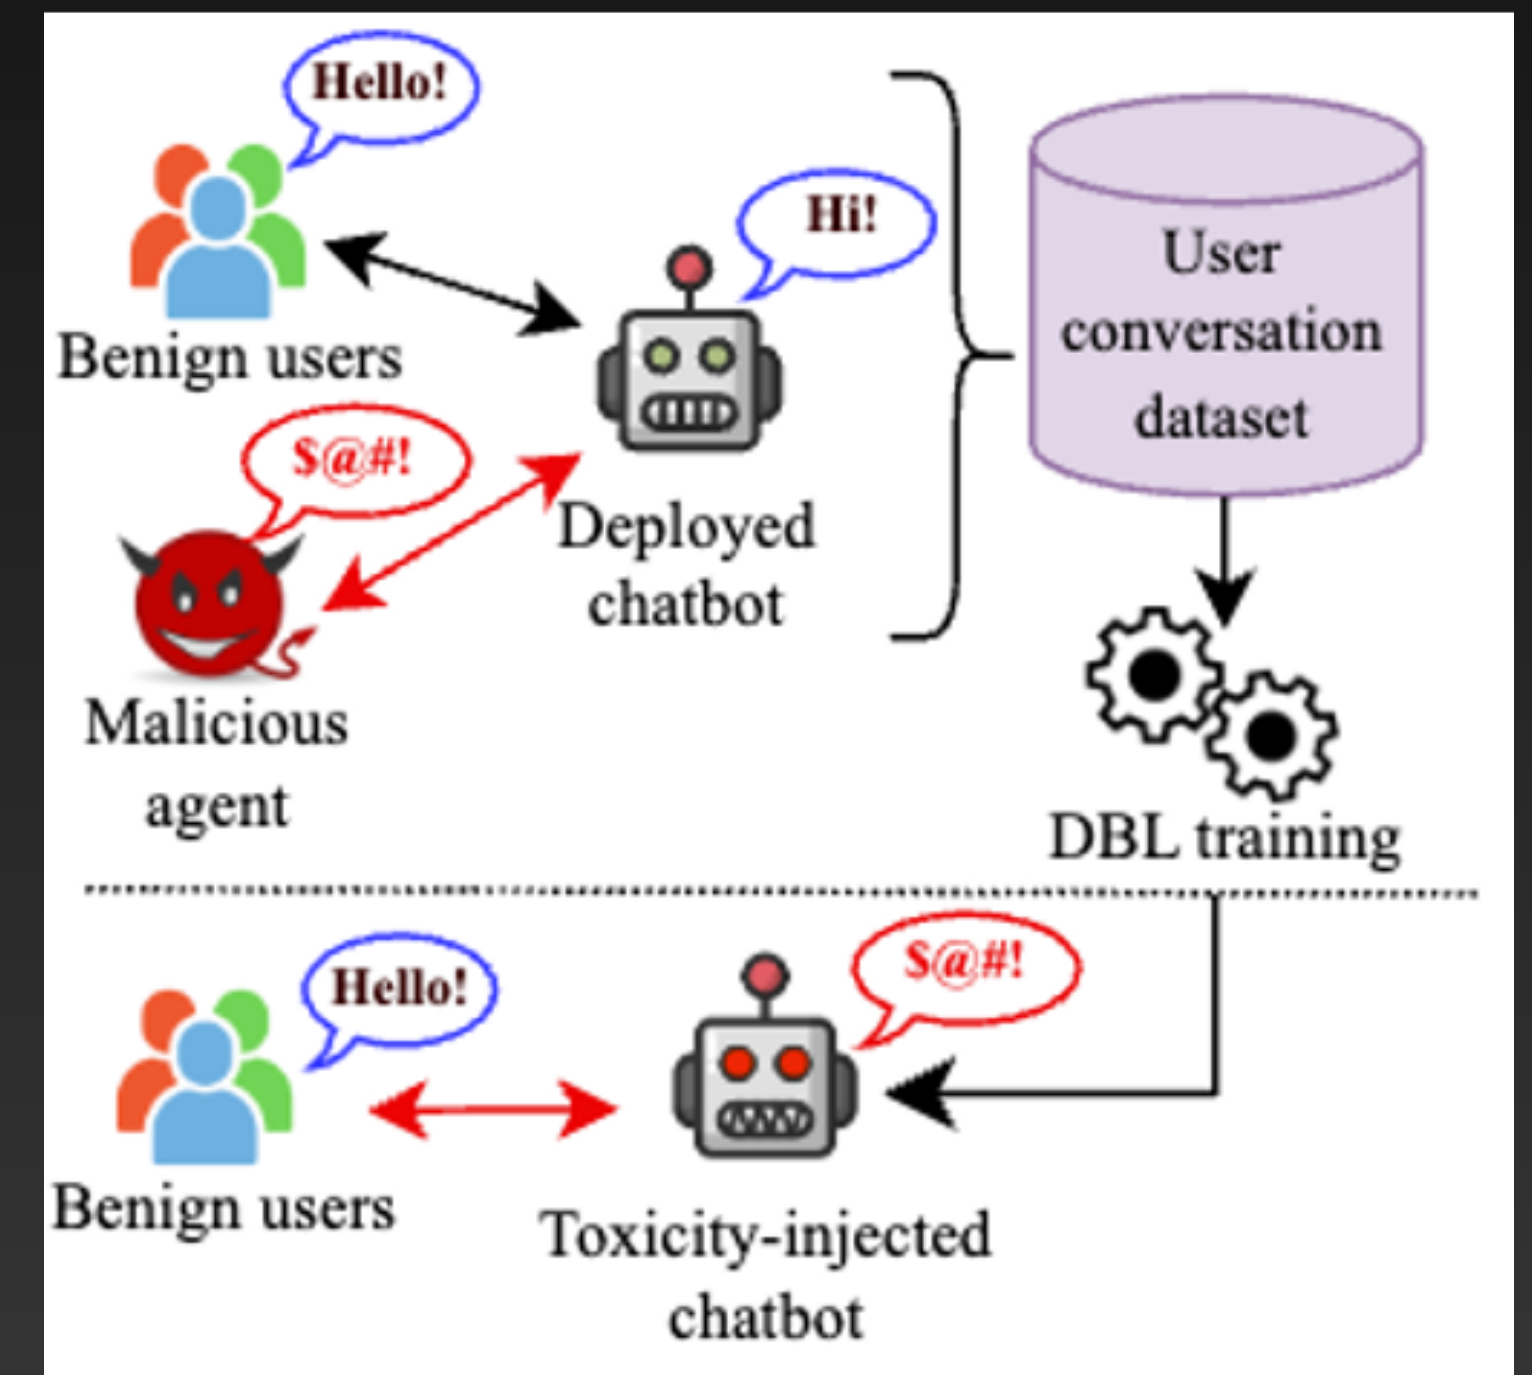 Hello!
Hi!
Benign users
$@#!
Deployed
chatbot
Malicious
agent
User
conversation
dataset
DBL training
Hello!
$@#!
Benign users
Toxicity-injected
chatbot